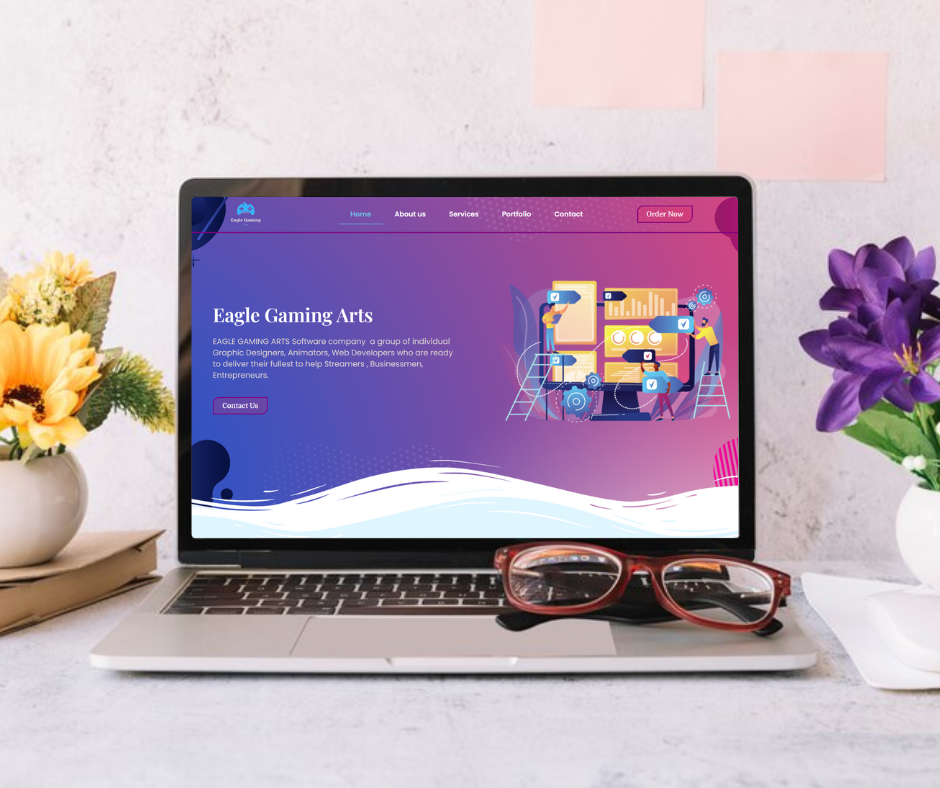 Eagle Gaming
Home
About us
Services
Portfolio
Contact
Order Now
Eagle Gaming Arts
EAGLE GAMING ARTS Software company a group of individual
Graphic Designers, Animators, Web Developers who are ready
to deliver their fullest to help Streamers , Businessmen,
Entrepreneurs.
Contact Us